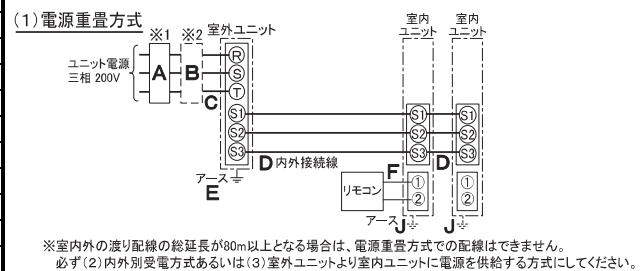 (1)電源重畳方式
※1 ※2 室外ユニット
室内
ユニット
室内
ユニット
ユニット電源
三相 200V
A
B
C
R
S
T
S1
S2
S3
S1
S2
S3
S1
S2
S3
D 内外接続線
D
アース
E
F
リモコン
①
②
①
②
アース J
J
※室内外の渡り配線の総延長が80m以上となる場合は、電源重畳方式での配線はできません。
必ず(2)内外別受電方式あるいは(3)室外ユニットより室内ユニットに電源を供給する方式にしてください。